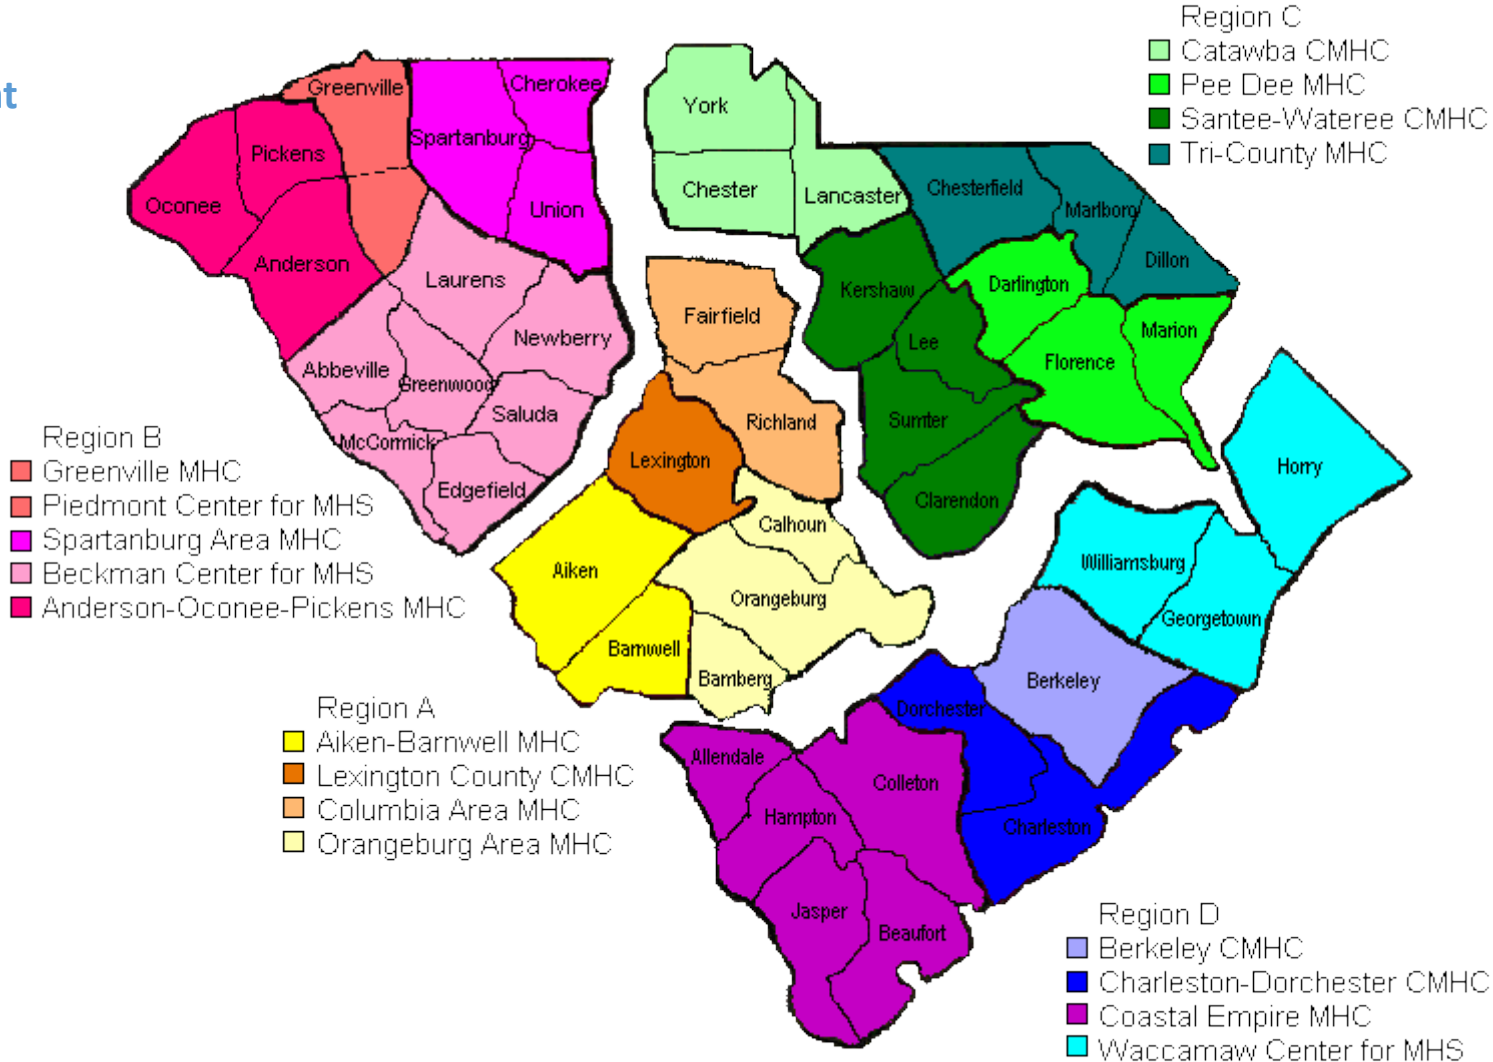 Region C
Catawba CMHC
Pee Dee MHC
Santee-Wateree CMHC
Tri-County MHC
Greenville
Cherokee
Spartanburg
Pickens
Oconee
Union
Anderson
Laurens
Newberry
Abbeville
Greenwood
Saluda
McCormick
Edgefield
York
Chester
Lancaster
Chesterfield
Marlboro
Dillon
Kershaw
Darlington
Marion
Lee
Florence
Sumter
Clarendon
Fairfield
Richland
Lexington
Calhoun
Aiken
Orangeburg
Barnwell
Bamberg
Horry
Williamsburg
Georgetown
Berkeley
Dorchester
Charleston
Allendale
Colleton
Hampton
Jasper
Beaufort
Region B
Greenville MHC
Piedmont Center for MHS
Spartanburg Area MHC
Beckman Center for MHS
Anderson-Oconee-Pickens MHC
Region A
Aiken-Barnwell MHC
Lexington County CMHC
Columbia Area MHC
Orangeburg Area MHC
Region D
Berkeley CMHC
Charleston-Dorchester CMHC
Coastal Empire MHC
Waccamaw Center for MHS